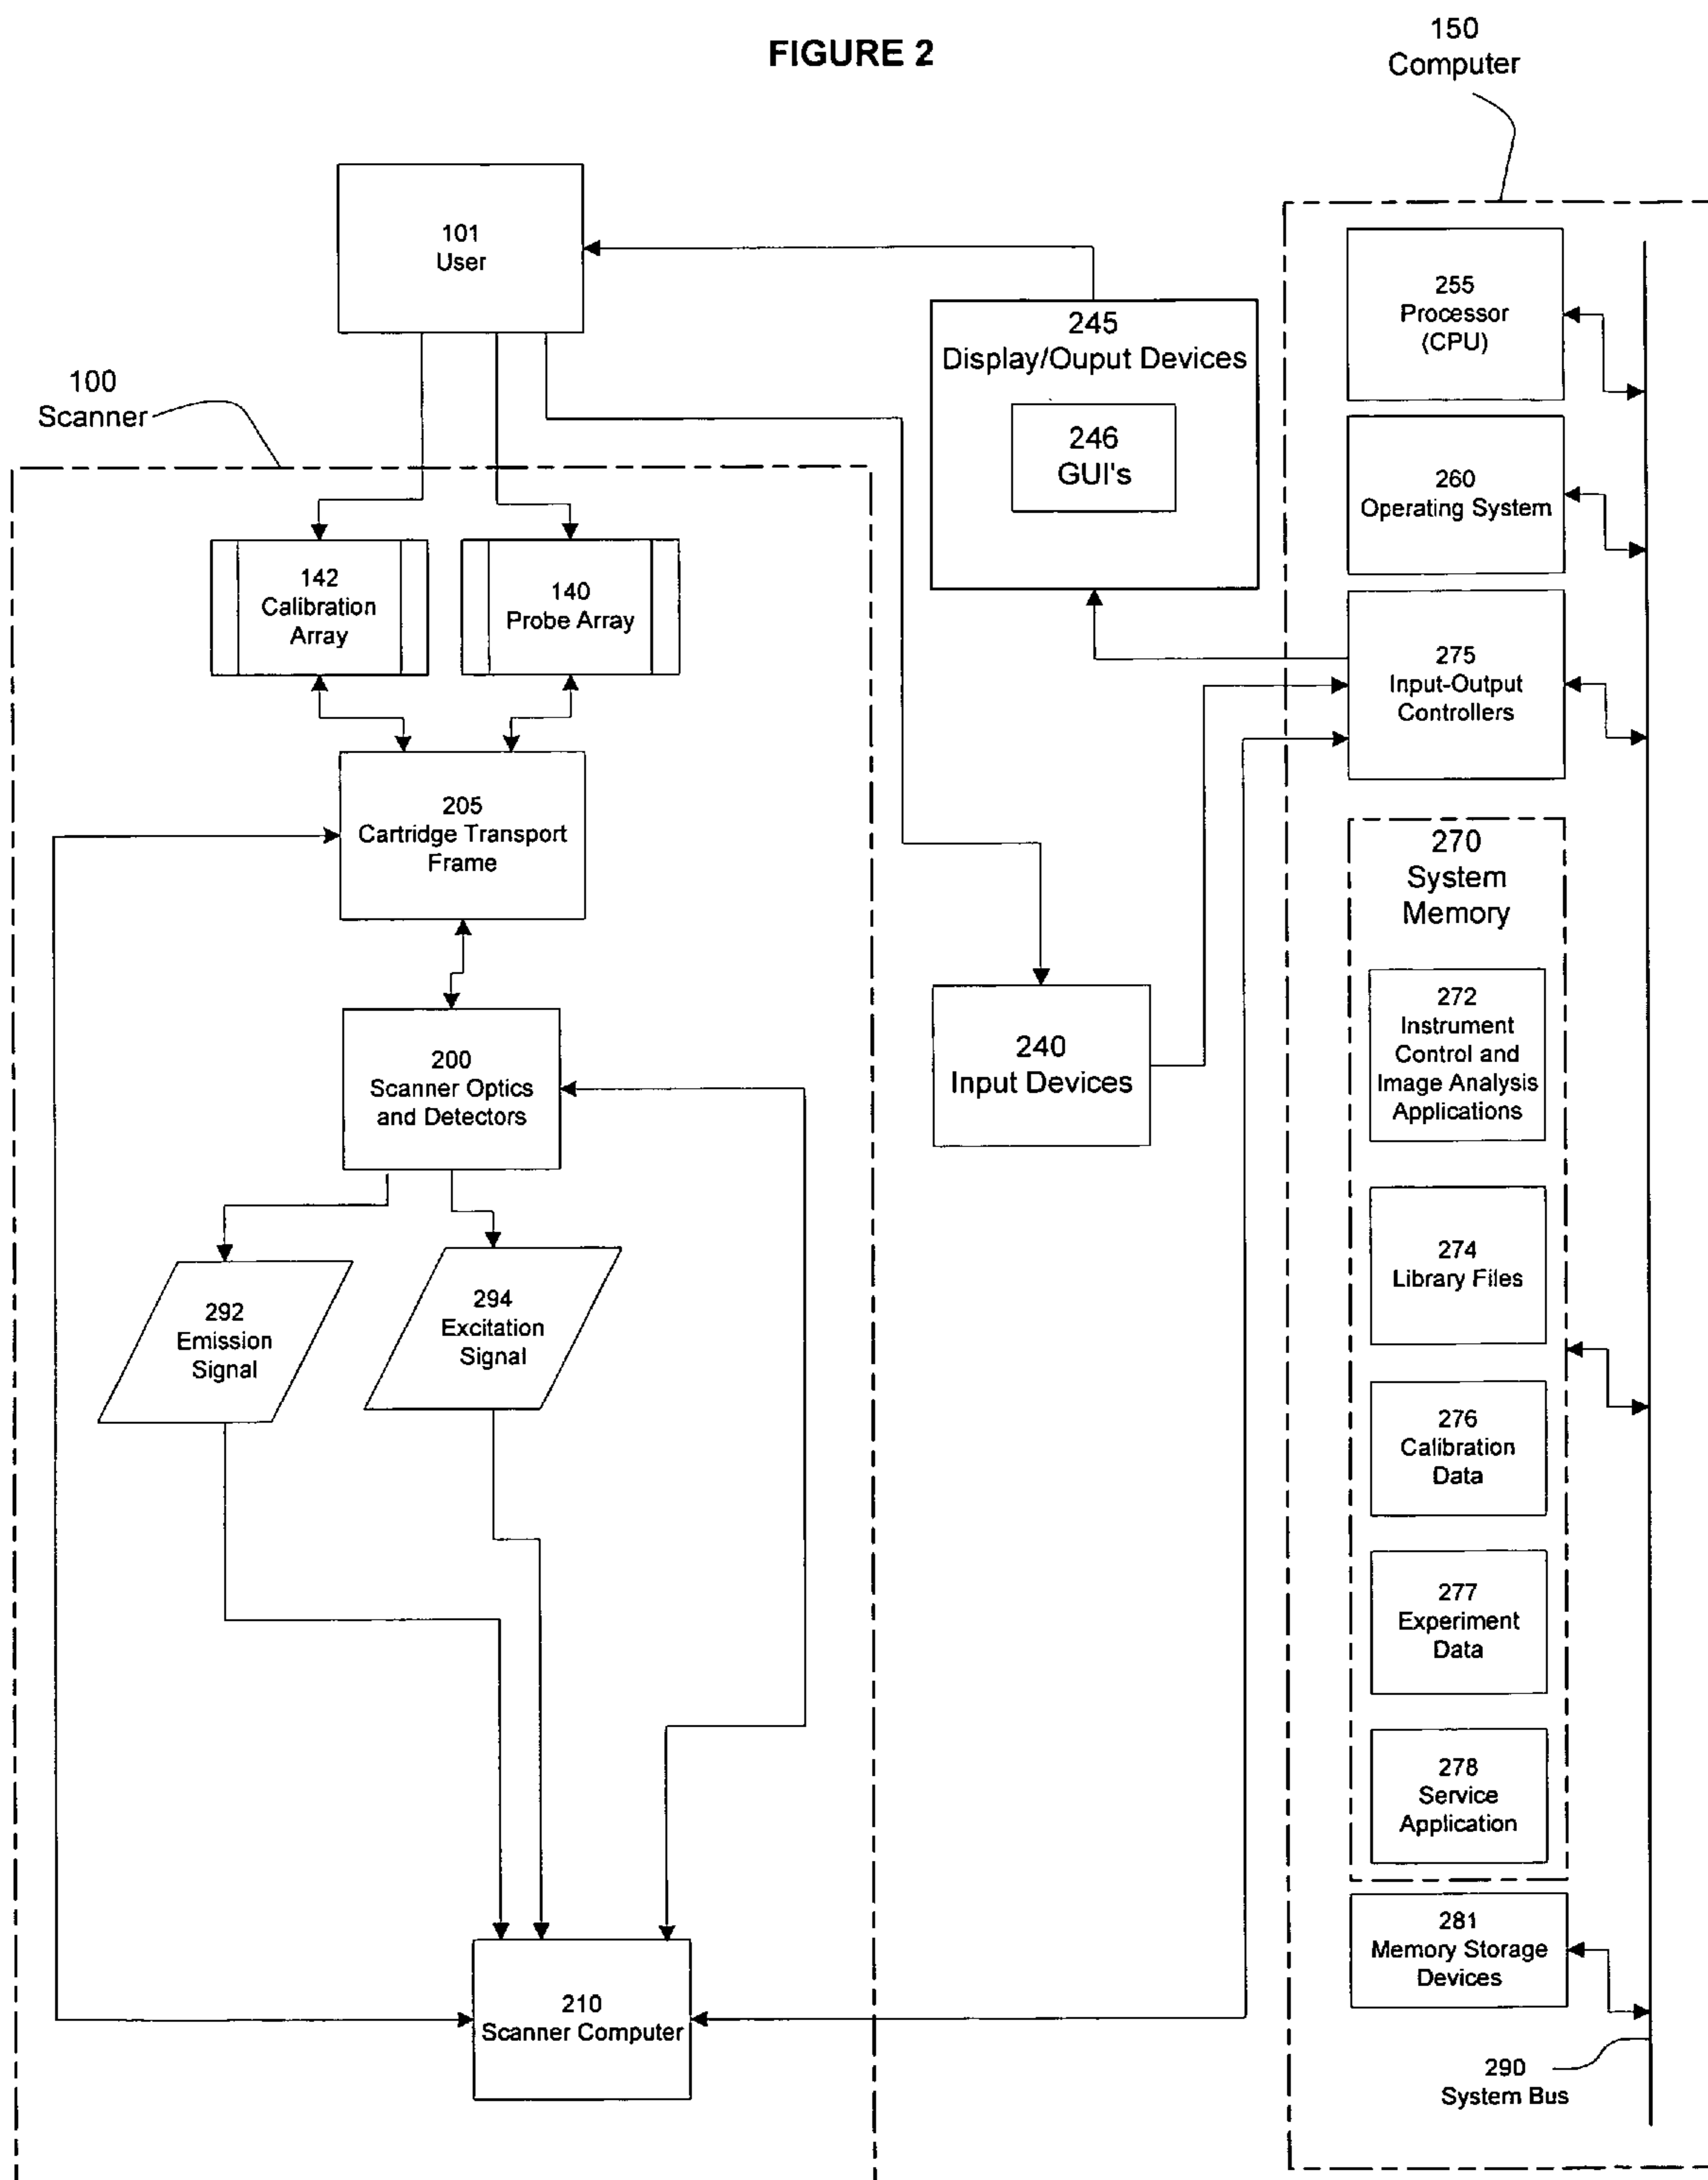 FIGURE 2
150
Computer
101
User
100
Scanner
245
Display/Ouput Devices
246
GUI's
142
Calibration
Array
140
Probe Array
205
Cartridge Transport
Frame
200
Scanner Optics
and Detectors
240
Input Devices
292
Emission
Signal
294
Excitation
Signal
210
Scanner Computer
255
Processor
(CPU)
260
Operating System
275
Input-Output
Controllers
270
System
Memory
272
Instrument
Control and
Image Analysis
Applications
274
Library Files
276
Calibration
Data
277
Experiment
Data
278
Service
Application
281
Memory Storage
Devices
290
System Bus